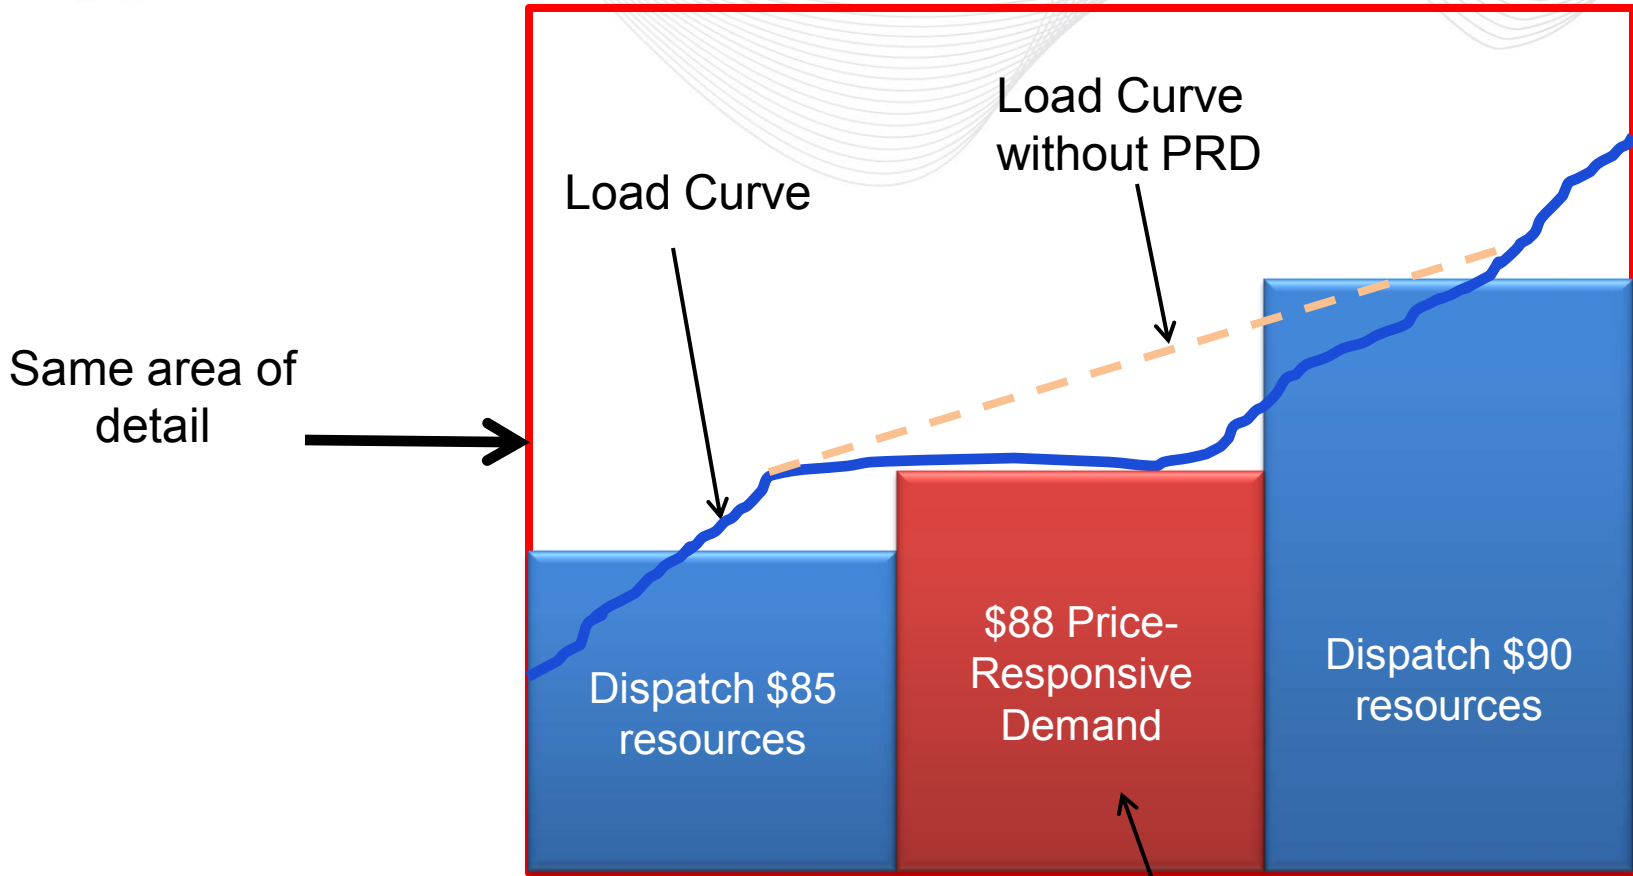 Load Curve
without PRD
Load Curve
Same area of
detail
$88 Price-
Responsive
Demand
Dispatch $85
resources
Dispatch $90
resources